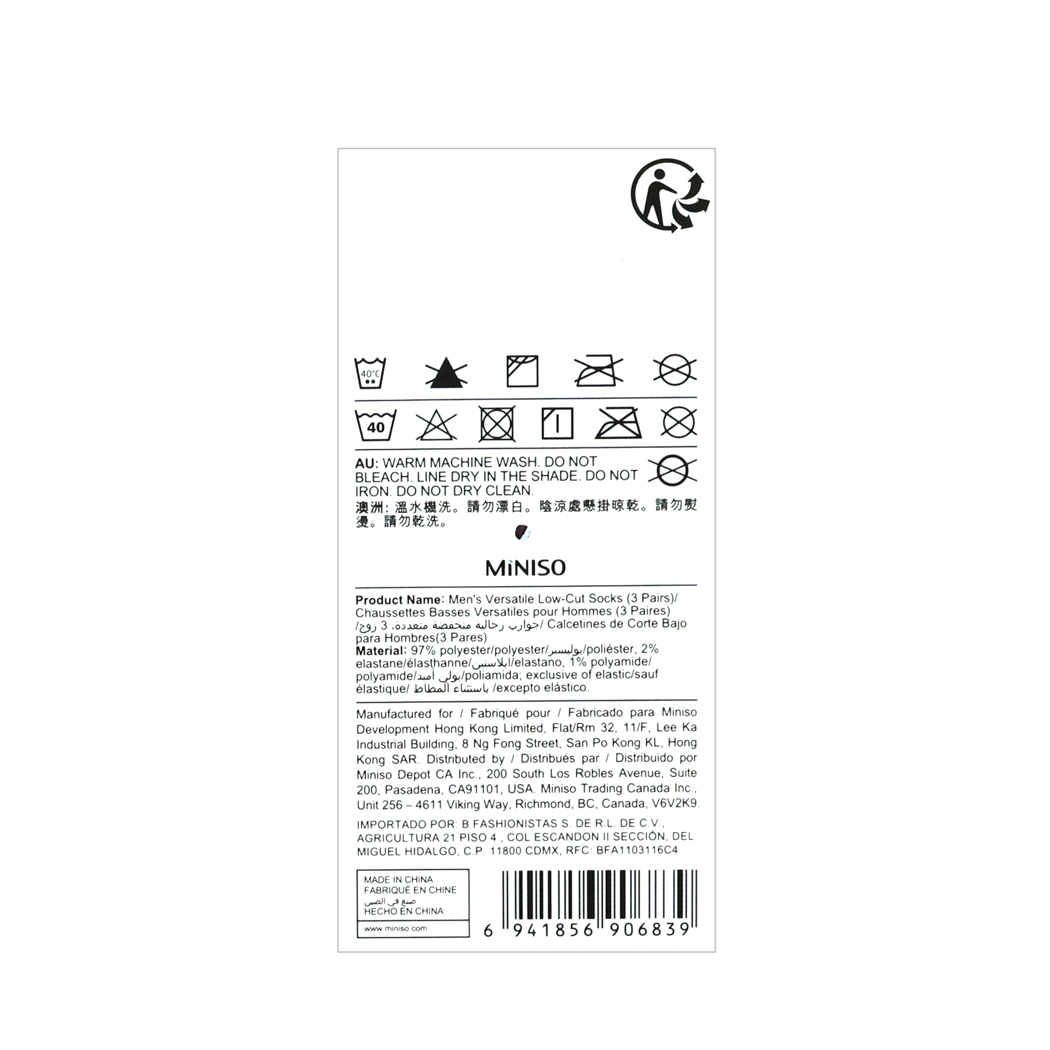 40°C
40
AU: WARM MACHINE WASH. DO NOT
BLEACH. LINE DRY IN THE SHADE. DO NOT
IRON. DO NOT DRY CLEAN.
澳洲: 溫水機洗。請勿漂白。陰涼處懸掛晾乾。請勿熨
燙。請勿乾洗。
MINISO
Product Name: Men's Versatile Low-Cut Socks (3 Pairs)/
Chaussettes Basses Versatiles pour Hommes (3 Paires)
/جوارب رجالية منخفضة متعددة، 3 زوج/ Calcetines de Corte Bajo
para Hombres(3 Pares)
Material: 97% polyester/polyester/بوليستر/poliéster, 2%
elastane/élasthanne/إيلاستين/elastano, 1% polyamide/
polyamide/بولي أميد/poliamida; exclusive of elastic/sauf
élastique/ باستثناء المطاط /excepto elástico.
Manufactured for / Fabriqué pour / Fabricado para Miniso
Development Hong Kong Limited, Flat/Rm 32, 11/F, Lee Ka
Industrial Building, 8 Ng Fong Street, San Po Kong KL, Hong
Kong SAR. Distributed by / Distribués par / Distribuido por
Miniso Depot CA Inc., 200 South Los Robles Avenue, Suite
200, Pasadena, CA91101, USA. Miniso Trading Canada Inc.,
Unit 256 – 4611 Viking Way, Richmond, BC, Canada, V6V2K9.
IMPORTADO POR: B FASHIONISTAS S. DE R.L. DE C.V.,
AGRICULTURA 21 PISO 4 , COL ESCANDON II SECCIÓN, DEL.
MIGUEL HIDALGO, C.P. 11800 CDMX, RFC: BFA1103116C4
MADE IN CHINA
FABRIQUÉ EN CHINE
صنع في الصين
HECHO EN CHINA
www.miniso.com
6 941856 906839